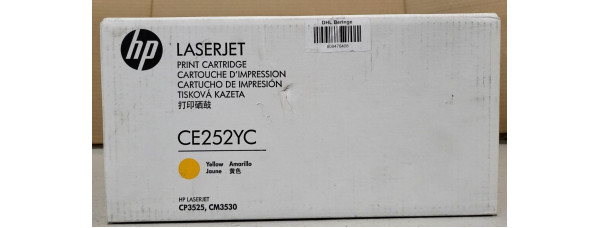 hp
LASERJET
PRINT CARTRIDGE
CARTOUCHE D'IMPRESSION
CARTUCHO DE IMPRESIÓN
TISKOVÁ KAZETA
打印硒鼓
CE252YC
Yellow Amarillo
Jaune 黄色
HP LASERJET
CP3525, CM3530
DHL Beringe